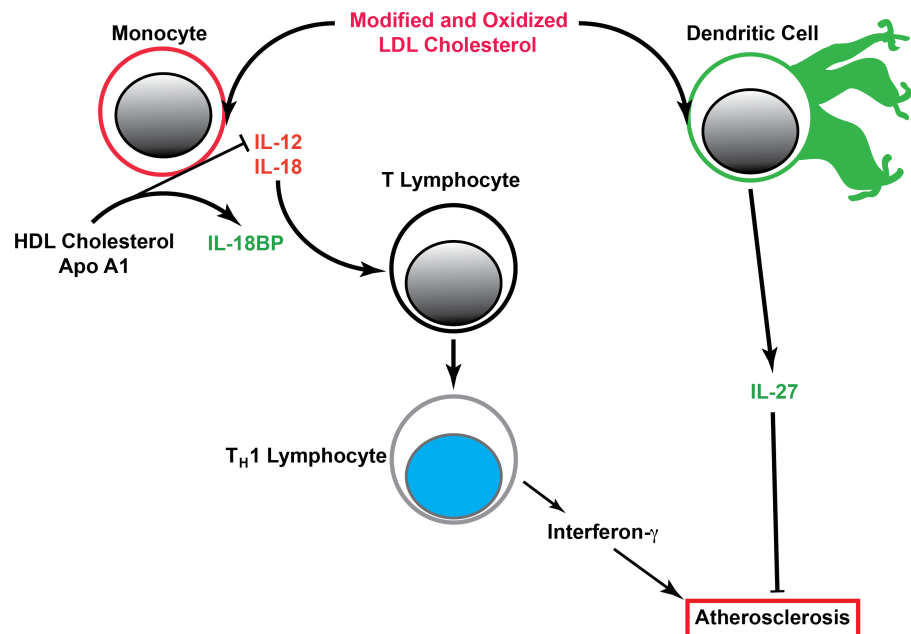 Modified and Oxidized
LDL Cholesterol
Monocyte
Dendritic Cell
IL-12
IL-18
T Lymphocyte
HDL Cholesterol
Apo A1
IL-18BP
IL-27
T_H1 Lymphocyte
Interferon-γ
Atherosclerosis